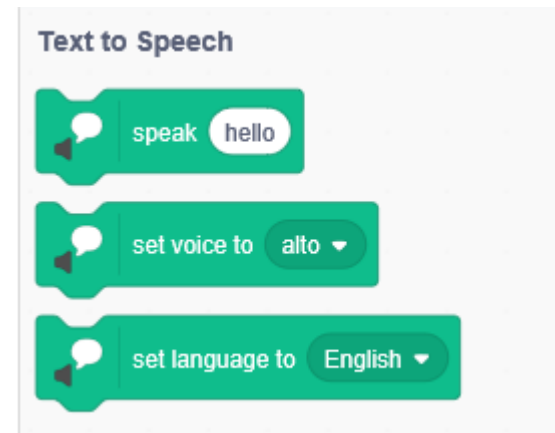 Text to Speech
speak hello
set voice to alto
set language to English